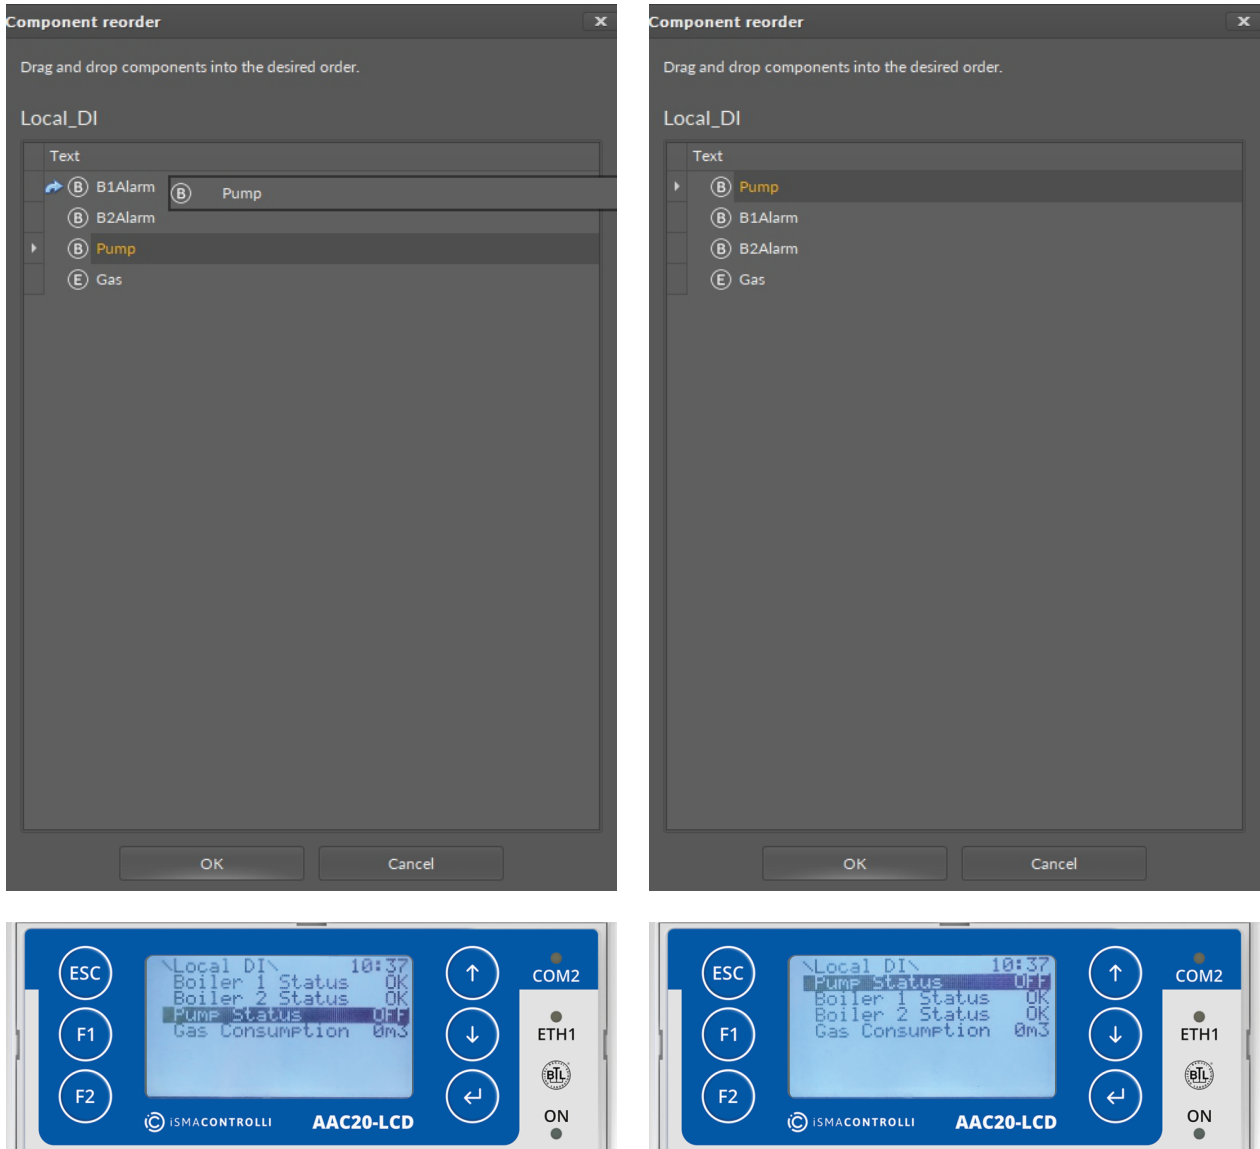 Component reorder
Drag and drop components into the desired order.
Local_DI
Text
B B1Alarm
B Pump
B B2Alarm
B Pump
E Gas
OK Cancel
Component reorder
Drag and drop components into the desired order.
Local_DI
Text
B Pump
B B1Alarm
B B2Alarm
E Gas
OK Cancel
ESC
F1
F2
\Local DI\ 10:37
Boiler 1 Status OK
Boiler 2 Status OK
Pump Status OFF
Gas Consumption 0m3
iSMACONTROLLI AAC20-LCD
COM2
ETH1
BTL
ON
ESC
F1
F2
\Local DI\ 10:37
Pump Status OFF
Boiler 1 Status OK
Boiler 2 Status OK
Gas Consumption 0m3
iSMACONTROLLI AAC20-LCD
COM2
ETH1
BTL
ON